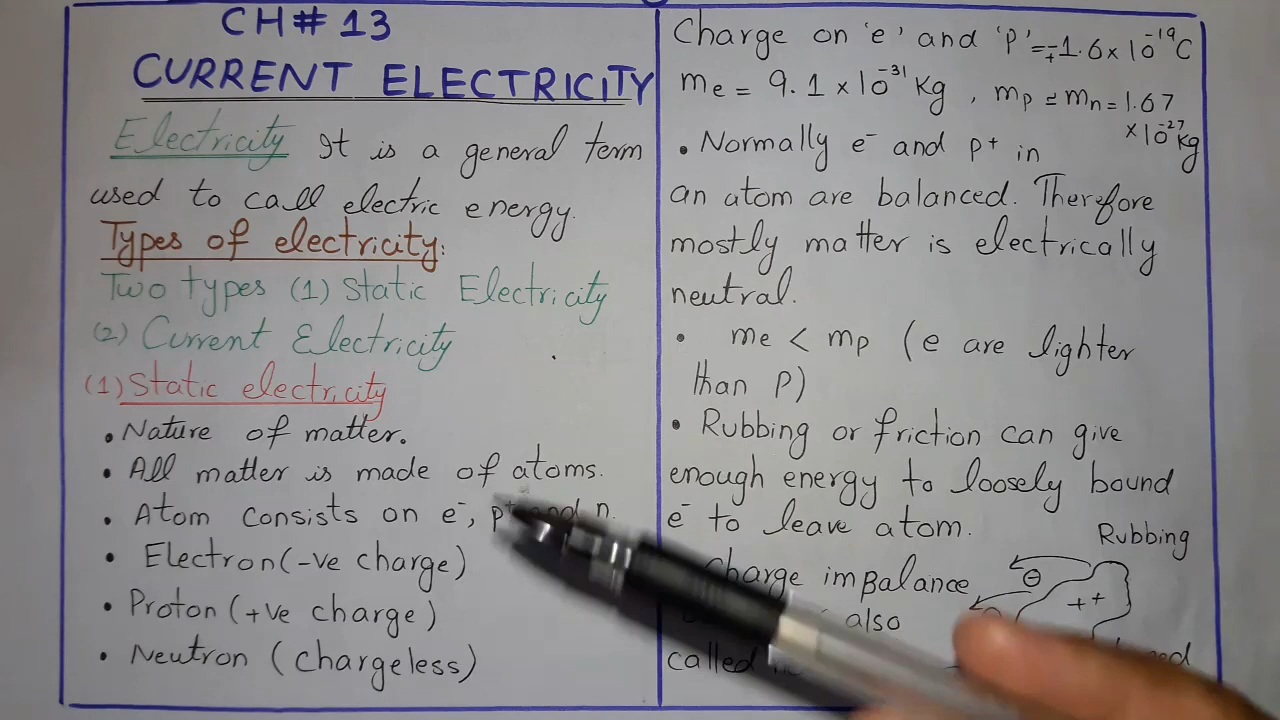 CH# 13
CURRENT ELECTRICITY
Electricity It is a general term
used to call electric energy.
Types of electricity:
Two types (1) Static Electricity
(2) Current Electricity
(1) Static electricity
• Nature of matter.
• All matter is made of atoms.
• Atom consists on e⁻, p⁺ and n.
• Electron (-ve charge)
• Proton (+ve charge)
• Neutron (chargeless)
Charge on 'e' and 'p' = ∓1.6×10⁻¹⁹C
me = 9.1×10⁻³¹Kg, mp ≃ mn = 1.67
×10⁻²⁷kg
• Normally e⁻ and p⁺ in
an atom are balanced. Therefore
mostly matter is electrically
neutral.
• me < mp (e are lighter
than P)
• Rubbing or friction can give
enough energy to loosely bound
e⁻ to leave atom.
Rubbing
Charge imBalance
⊖
++
also
called